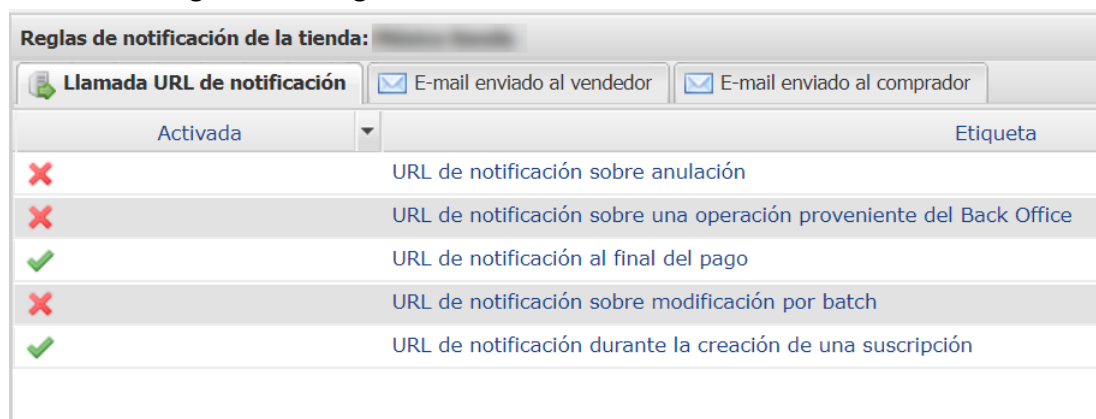 Reglas de notificación de la tienda:
Llamada URL de notificación E-mail enviado al vendedor E-mail enviado al comprador
Activada Etiqueta
URL de notificación sobre anulación
URL de notificación sobre una operación proveniente del Back Office
URL de notificación al final del pago
URL de notificación sobre modificación por batch
URL de notificación durante la creación de una suscripción